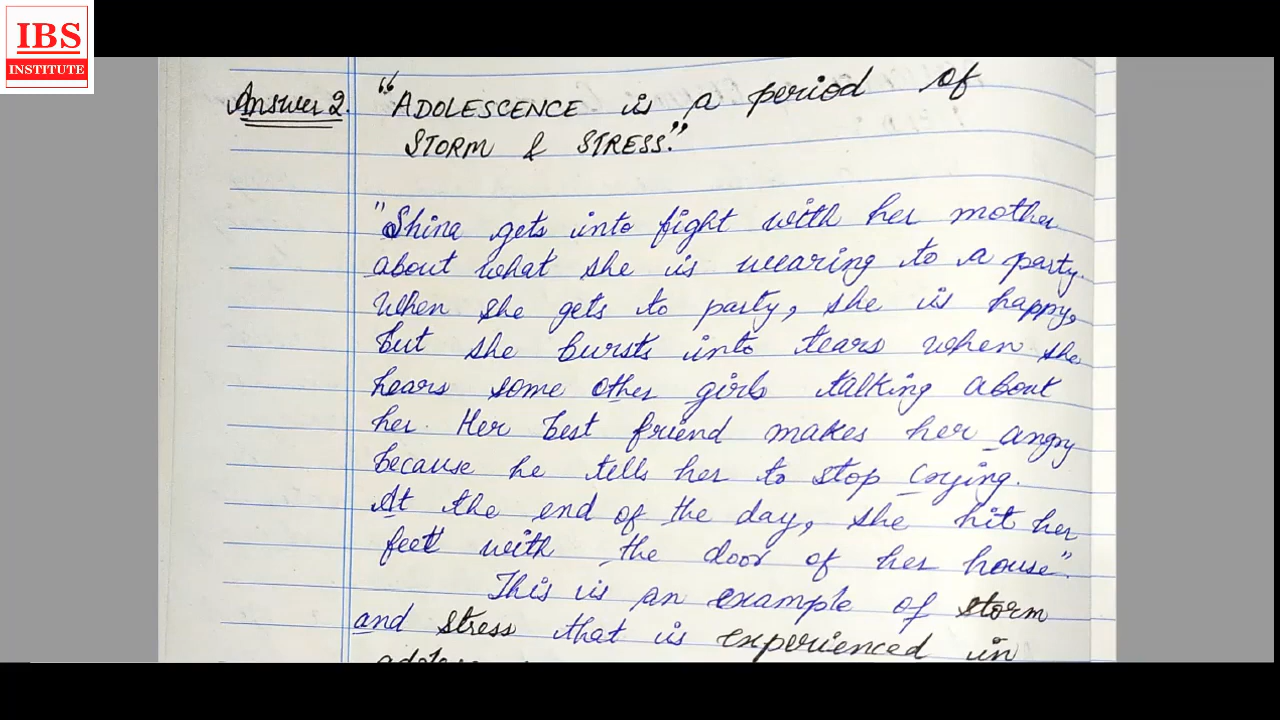 IBS
INSTITUTE
Answer 2. "ADOLESCENCE is a period of
STORM & STRESS."
"Shina gets into fight with her mother
about what she is wearing to a party.
When she gets to party, she is happy,
but she bursts into tears when she
hears some other girls talking about
her. Her best friend makes her angry
because he tells her to stop crying.
At the end of the day, she hit her
feet with the door of her house".
This is an example of storm
and stress that is experienced in